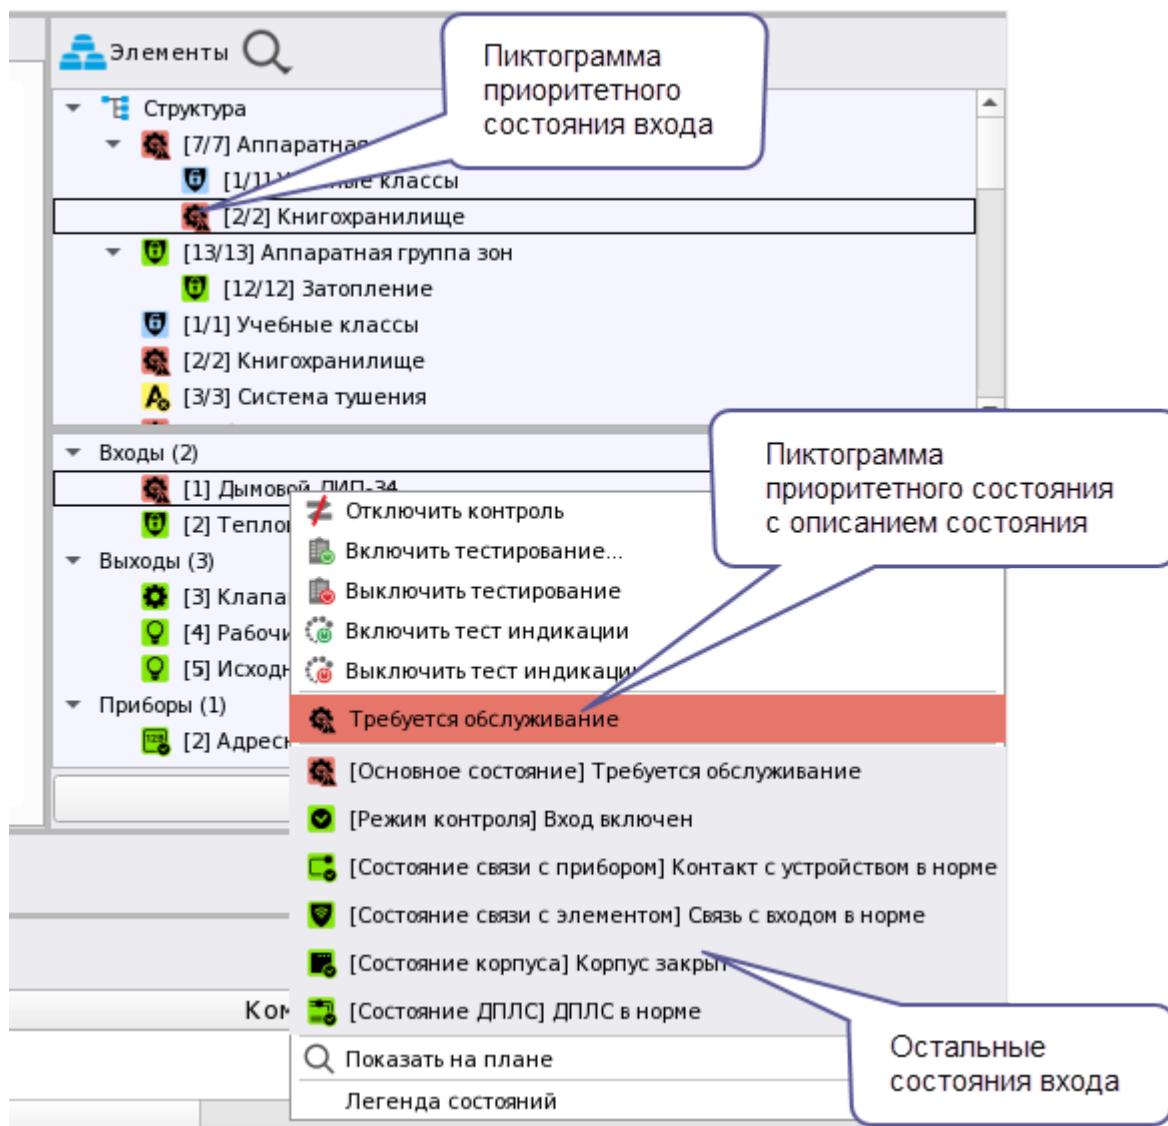 Элементы
Пиктограмма
приоритетного
состояния входа
Структура
[7/7] Аппаратная
[1/1] классы
[2/2] Книгохранилище
[13/13] Аппаратная группа зон
[12/12] Затопление
[1/1] Учебные классы
[2/2] Книгохранилище
[3/3] Система тушения
Входы (2)
[1] Дымовой ДИП-34
[2] Тепло
Выходы (3)
[3] Клапа
[4] Рабочи
[5] Исходн
Приборы (1)
[2] Адресн
Пиктограмма
приоритетного состояния
с описанием состояния
Отключить контроль
Включить тестирование...
Выключить тестирование
Включить тест индикации
Выключить тест индикации
Требуется обслуживание
[Основное состояние] Требуется обслуживание
[Режим контроля] Вход включен
[Состояние связи с прибором] Контакт с устройством в норме
[Состояние связи с элементом] Связь с входом в норме
[Состояние корпуса] Корпус закрыт
[Состояние ДПЛС] ДПЛС в норме
Показать на плане
Легенда состояний
Ком
Остальные
состояния входа